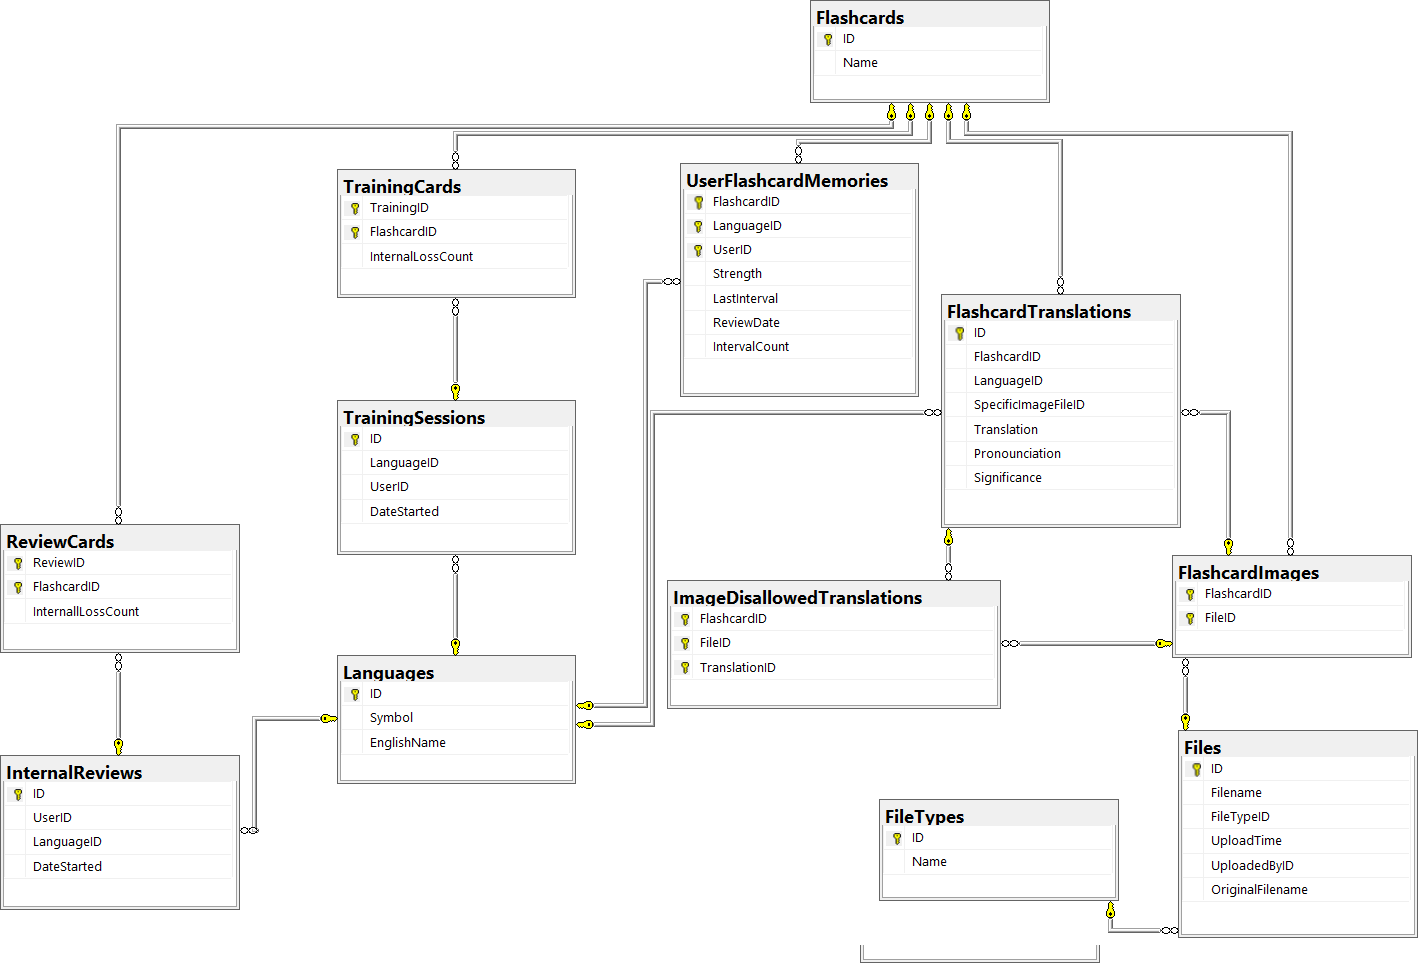 Flashcards
ID
Name
TrainingCards
TrainingID
FlashcardID
InternalLossCount
UserFlashcardMemories
FlashcardID
LanguageID
UserID
Strength
LastInterval
ReviewDate
IntervalCount
FlashcardTranslations
ID
FlashcardID
LanguageID
SpecificImageFileID
Translation
Pronounciation
Significance
TrainingSessions
ID
LanguageID
UserID
DateStarted
ReviewCards
ReviewID
FlashcardID
InternalILossCount
ImageDisallowedTranslations
FlashcardID
FileID
TranslationID
FlashcardImages
FlashcardID
FileID
Languages
ID
Symbol
EnglishName
InternalReviews
ID
UserID
LanguageID
DateStarted
FileTypes
ID
Name
Files
ID
Filename
FileTypeID
UploadTime
UploadedByID
OriginalFilename